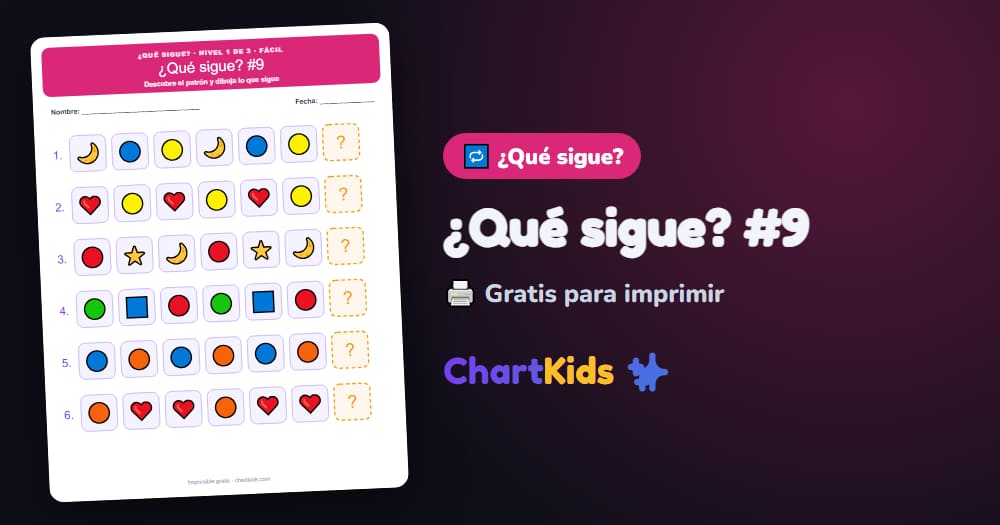 ¿QUÉ SIGUE? · NIVEL 1 DE 3 · FÁCIL
¿Qué sigue? #9
Descubre el patrón y dibuja lo que sigue
Nombre: Fecha:
1. ?
2. ?
3. ?
4. ?
5. ?
6. ?
Imprimible gratis · chartkids.com
¿Qué sigue?
¿Qué sigue? #9
Gratis para imprimir
ChartKids